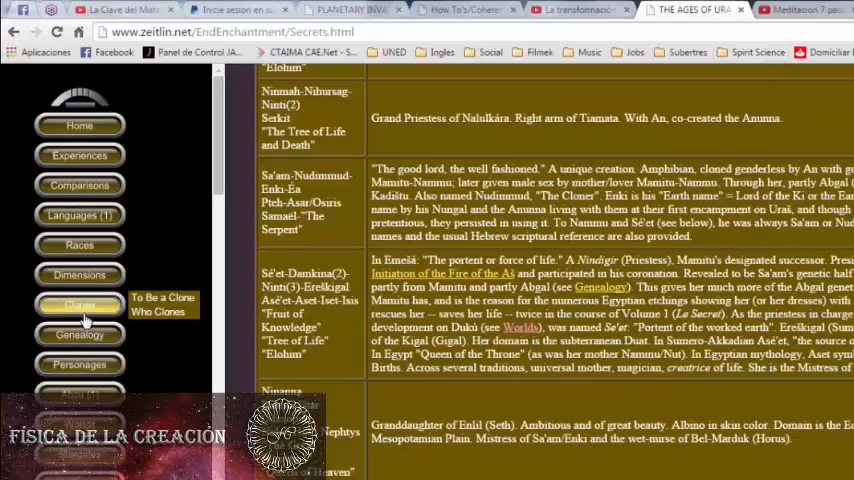 La Clave del Miste
Inicie sesión en su
PLANETARY INVA
How To's/Coheren
La transformació
THE AGES OF URA
Meditacion 7 pas
www.zeitlin.net/EndEnchantment/Secrets.html
Aplicaciones
Facebook
Panel de Control JA...
CTAIMA CAE.Net - S...
UNED
Ingles
Social
Filmek
Music
Jobs
Subertres
Spirit Science
Domiciliar
Home
Experiences
Comparisons
Languages (1)
Races
Dimensions
Clones
To Be a Clone
Who Clones
Genealogy
Personages
"Elohim"
Ninmah-Nihursag-
Ninti(2)
Serkit
"The Tree of Life
and Death"
Grand Priestess of Nalulkára. Right arm of Tiamata. With An, co-created the Anunna.
Sa'am-Nudimmud-
Enki-Éa
Pteh-Asar/Osiris
Samaël-"The
Serpent"
"The good lord, the well fashioned." A unique creation. Amphibian, cloned genderless by An with ge
Mamitu-Nammu; later given male sex by mother/lover Mamitu-Nammu. Through her, partly Abgal (
Kadištu. Also named Nudimmud, "The Cloner". Enki is his "Earth name" = Lord of the Ki or the Ear
name by his Nungal and the Anunna living with them at their first encampment on Uraš, and though
pretentious, they persisted in using it. To Nammu and Sé'et (see below), he was always Sa'am or Nu
names and the usual Hebrew scriptural reference are also provided.
Sé'et-Damkina(2)-
Ninti(3)-Ereškigal
Asé'et-Aset-Iset-Isis
"Fruit of
Knowledge"
"Tree of Life"
"Elohim"
In Emešà: "The portent or force of life." A Nindigir (Priestess), Mamitu's designated successor. Presi
Initiation of the Fire of the Aš and participated in his coronation. Revealed to be Sa'am's genetic half
partly from Mamitu and partly Abgal (see Genealogy). This gives her much more of the Abgal genet
Mamitu has, and is the reason for the numerous Egyptian etchings showing her (or her dresses) with
rescues her -- saves her life -- twice in the course of Volume 1 (Le Secret). As the priestess in charge
development on Dukù (see Worlds), was named Sa'et: "Portent of the worked earth". Ereškigal (Sum
of the Kigal (Gigal). Her domain is the subterranean Duat. In Sumero-Akkadian Asé'et, "the source o
In Egypt "Queen of the Throne" (as was her mother Nammu/Nut). In Egyptian mythology, Aset symb
Births. Across several traditions, universal mother, magician, creatrice of life. She is the Mistress of
Ninanna
Nephtys
Granddaughter of Enlil (Seth). Ambitious and of great beauty. Albino in skin color. Domain is the Ed
Mesopotamian Plain. Mistress of Sa'am/Enki and the wet-nurse of Bel-Marduk (Horus).
of Heaven"
FÍSICA DE LA CREACIÓN